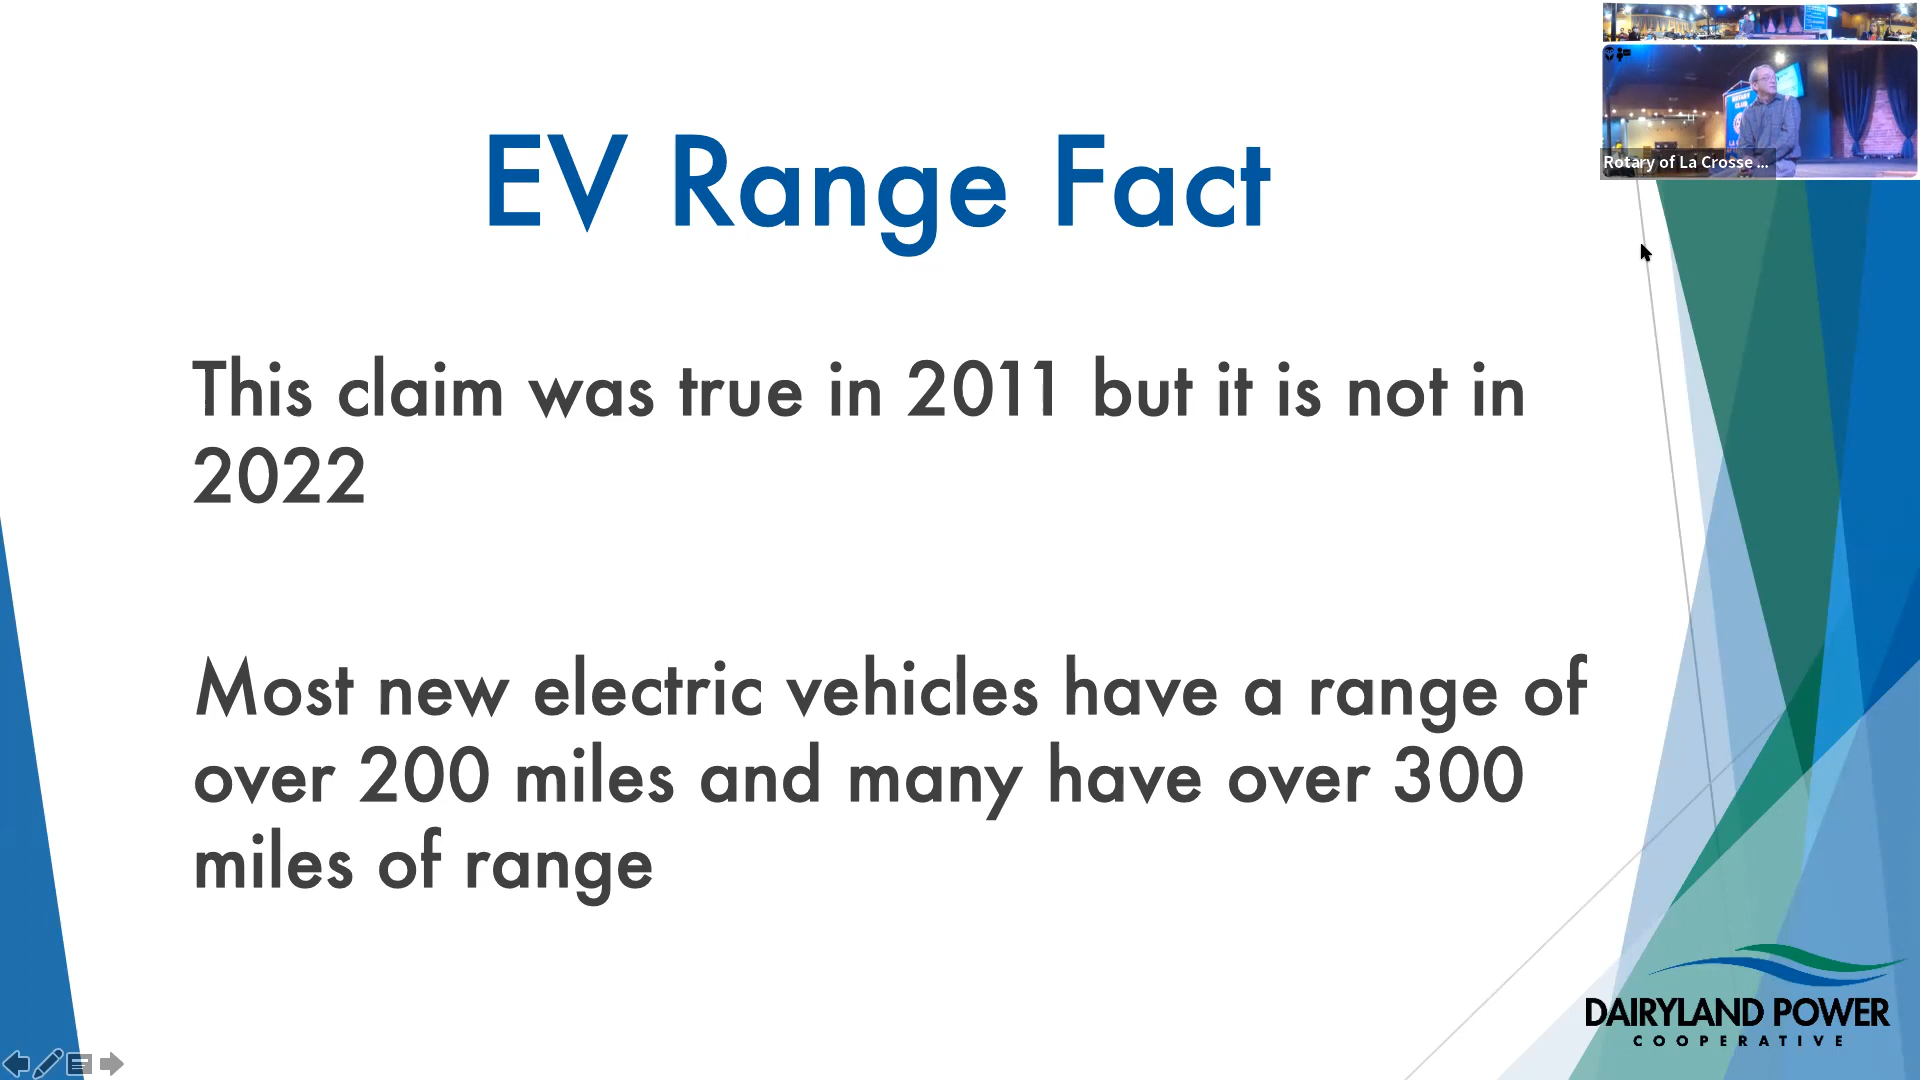 EV Range Fact
This claim was true in 2011 but it is not in
2022
Most new electric vehicles have a range of
over 200 miles and many have over 300
miles of range
Rotary of La Crosse ...
ROTARY
CLUB
DAIRYLAND POWER
COOPERATIVE